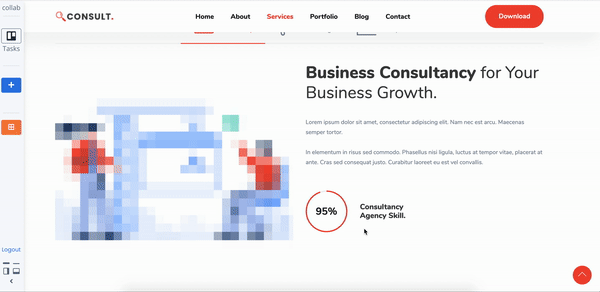 collab
Tasks
Logout
CONSULT.
Home
About
Services
Portfolio
Blog
Contact
Download
Business Consultancy for Your
Business Growth.
Lorem ipsum dolor sit amet, consectetur adipiscing elit. Nam nec est arcu. Maecenas
semper tortor.
In elementum in risus sed commodo. Phasellus nisi ligula, luctus at tempor vitae, placerat at
ante. Cras sed consequat justo. Curabitur laoreet eu est vel convallis.
95%
Consultancy
Agency Skill.